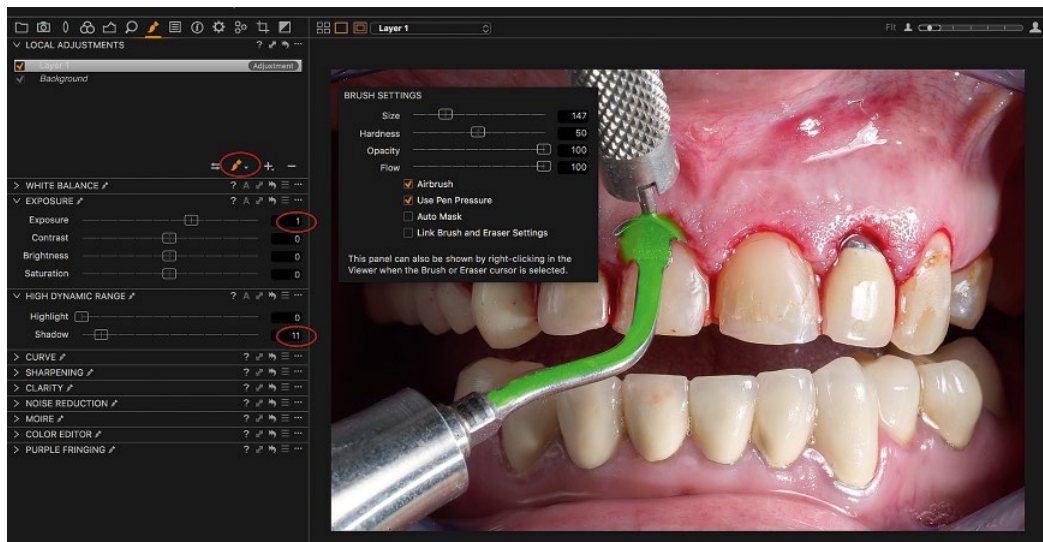 Layer 1
Fit
LOCAL ADJUSTMENTS ?
Layer 1 Adjustment
Background
WHITE BALANCE ? A
EXPOSURE ? A
Exposure 1
Contrast 0
Brightness 0
Saturation 0
HIGH DYNAMIC RANGE ? A
Highlight 0
Shadow 11
CURVE ?
SHARPENING ?
CLARITY ?
NOISE REDUCTION ?
MOIRE ?
COLOR EDITOR ?
PURPLE FRINGING ?
BRUSH SETTINGS
Size 147
Hardness 50
Opacity 100
Flow 100
Airbrush
Use Pen Pressure
Auto Mask
Link Brush and Eraser Settings
This panel can also be shown by right-clicking in the
Viewer when the Brush or Eraser cursor is selected.